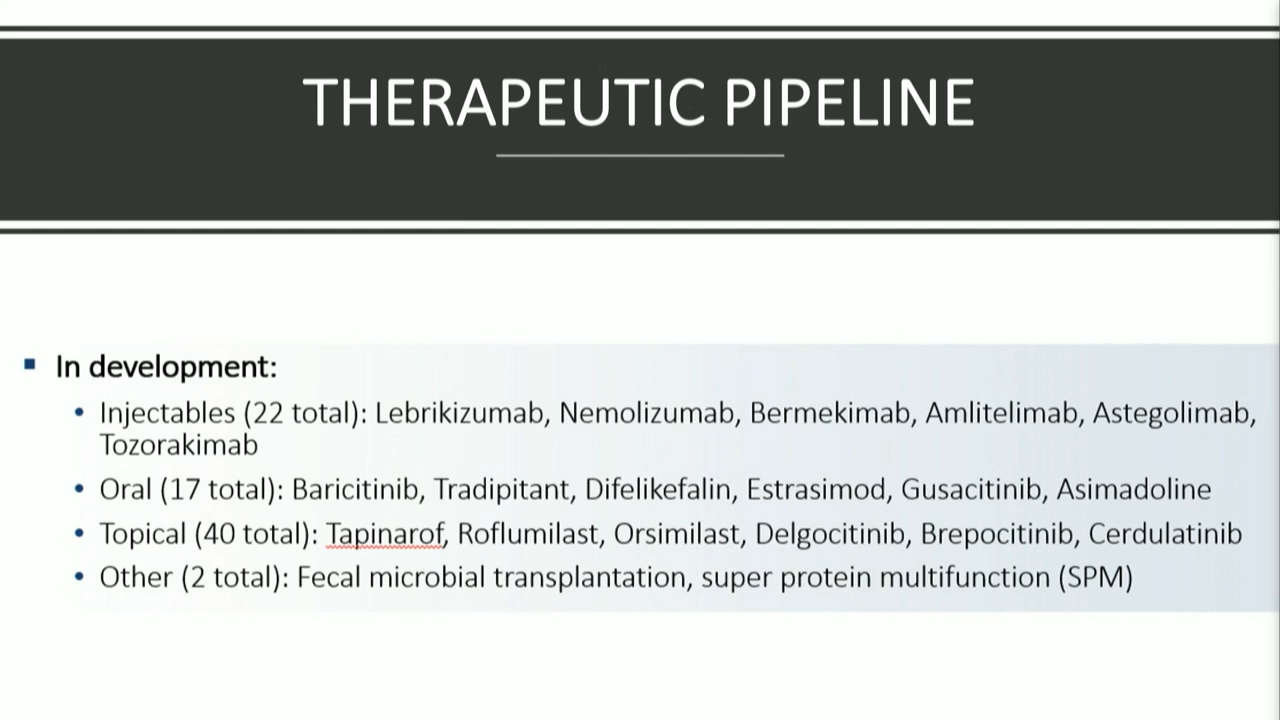 THERAPEUTIC PIPELINE
In development:
Injectables (22 total): Lebrikizumab, Nemolizumab, Bermekimab, Amlitelimab, Astegolimab,
Tozorakimab
Oral (17 total): Baricitinib, Tradipitant, Difelikefalin, Estrasimod, Gusacitinib, Asimadoline
Topical (40 total): Tapinarof, Roflumilast, Orsimilast, Delgocitinib, Brepocitinib, Cerdulatinib
Other (2 total): Fecal microbial transplantation, super protein multifunction (SPM)